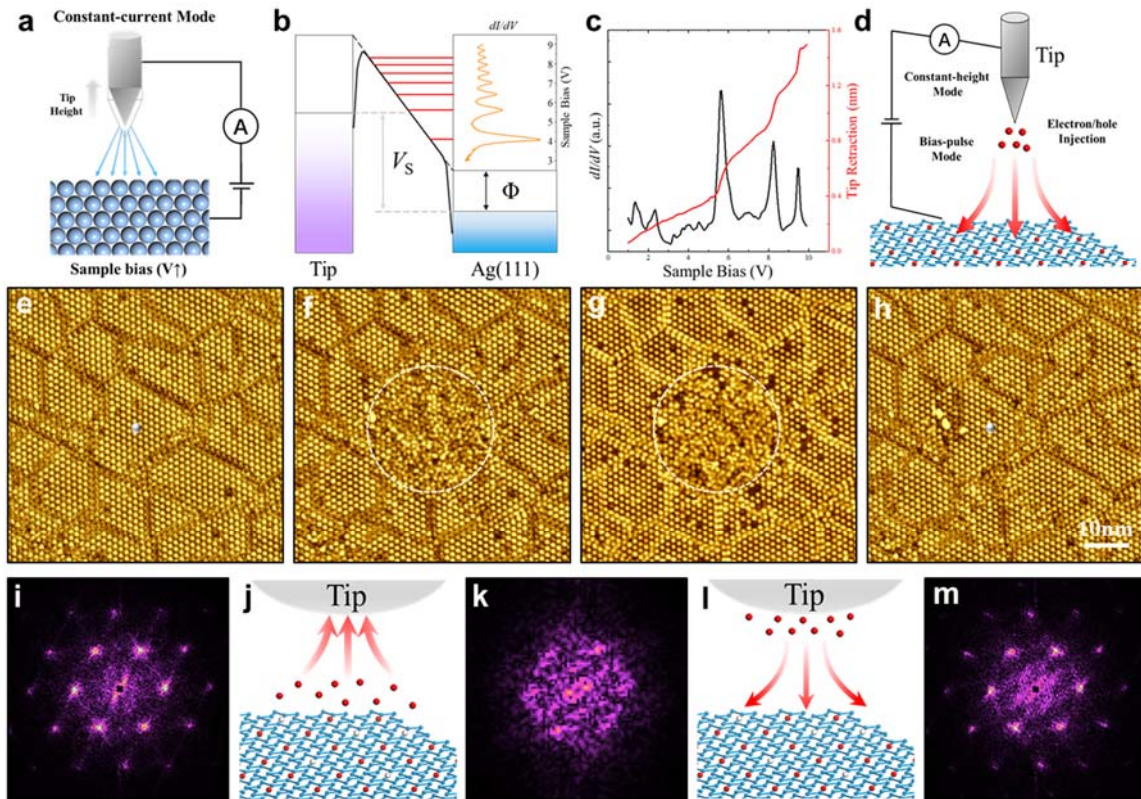 a
Constant-current Mode
Tip
Height
A
Sample bias (V↑)
b
dI/dV
9
8
7
6
5
4
3
Sample Bias (V)
V_S
Φ
Tip
Ag(111)
c
dI/dV (a.u.)
0
2
4
6
8
10
Sample Bias (V)
1.6
1.2
0.8
0.4
0.0
Tip Retraction (nm)
d
A
Tip
Constant-height
Mode
Bias-pulse
Mode
Electron/hole
Injection
e
f
g
h
10nm
i
j
Tip
k
l
Tip
m